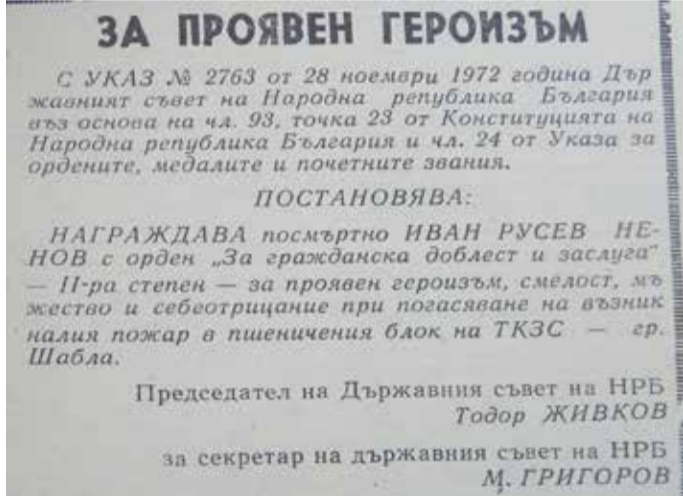 ЗА ПРОЯВЕН ГЕРОИЗЪМ
С УКАЗ № 2763 от 28 ноември 1972 година Дър
жавният съвет на Народна република България
въз основа на чл. 93, точка 23 от Конституцията на
Народна република България и чл. 24 от Указа за
ордените, медалите и почетните звания.
ПОСТАНОВЯВА:
НАГРАЖДАВА посмъртно ИВАН РУСЕВ НЕ-
НОВ с орден „За гражданска доблест и заслуга"
— II-ра степен — за проявен героизъм, смелост, мъ
жество и себеотрицание при погасяване на възник
налия пожар в пшеничения блок на ТКЗС — гр.
Шабла.
Председател на Държавния съвет на НРБ
Тодор ЖИВКОВ
за секретар на държавния съвет на НРБ
М. ГРИГОРОВ